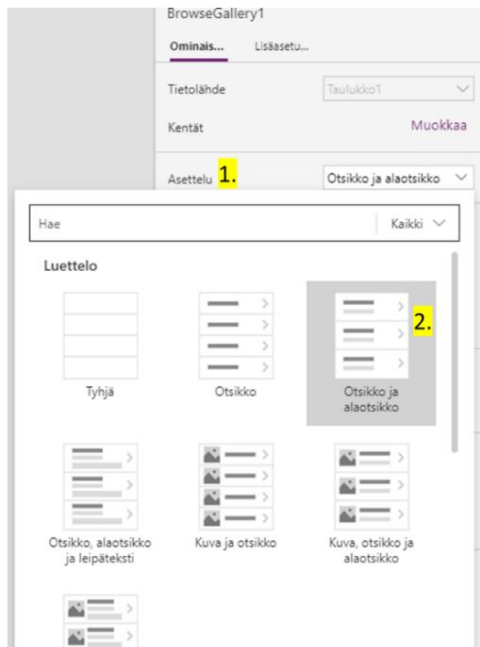 BrowseGallery1
Ominais... Lisäasetu...
Tietolähde Taulukko1
Kentät Muokkaa
Asettelu 1. Otsikko ja alaotsikko
Hae Kaikki
Luettelo
2.
Tyhjä Otsikko Otsikko ja
alaotsikko
Otsikko, alaotsikko Kuva ja otsikko Kuva, otsikko ja
ja leipäteksti alaotsikko